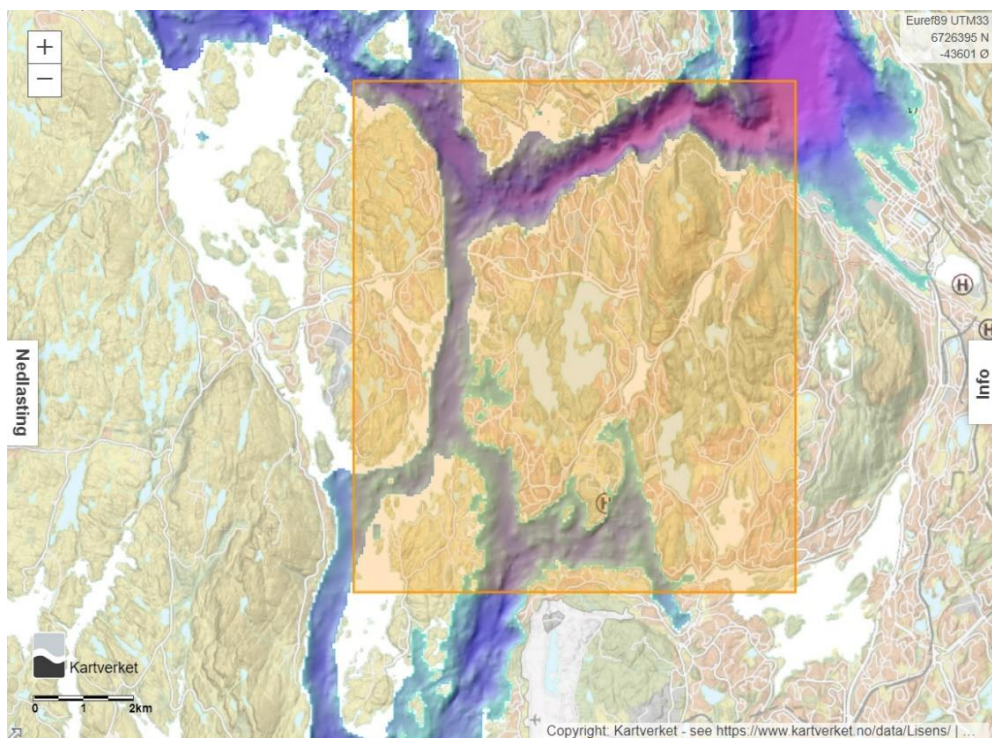 Euref89 UTM33
6726395 N
-43601 Ø
+
−
H
H
Nedlasting
Info
H
Kartverket
0 1 2km
Copyright: Kartverket - see https://www.kartverket.no/data/Lisens/ | ...